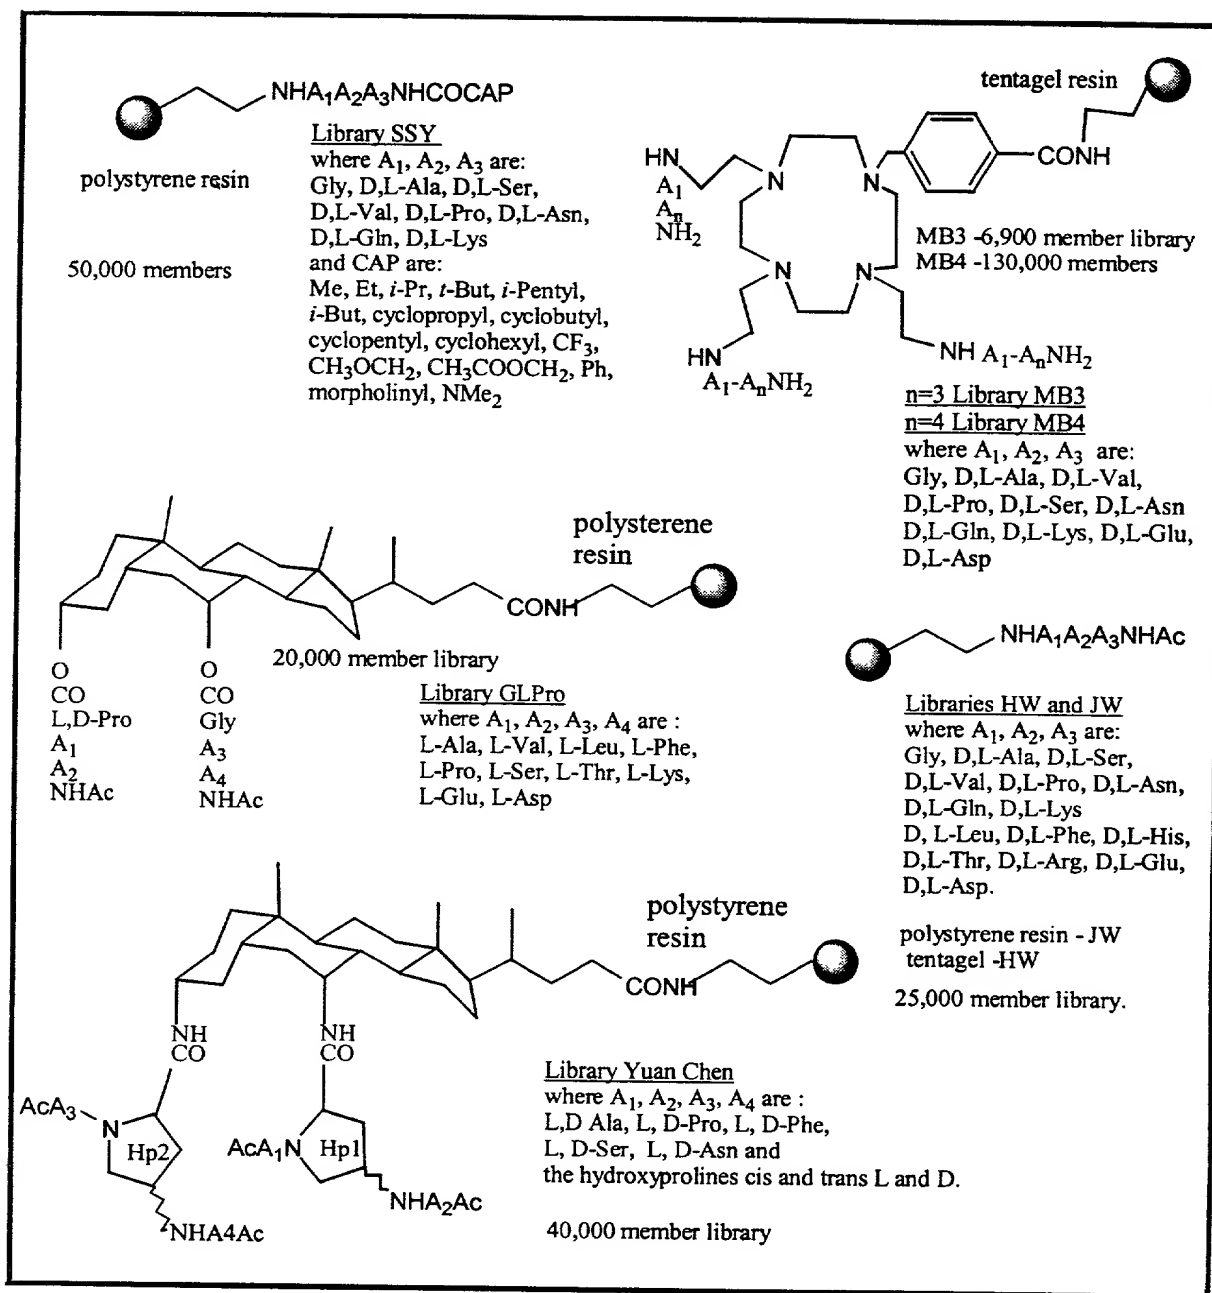 NHA1A2A3NHCOCAP
Library SSY
where A1, A2, A3 are:
Gly, D,L-Ala, D,L-Ser,
D,L-Val, D,L-Pro, D,L-Asn,
D,L-Gln, D,L-Lys
and CAP are:
Me, Et, i-Pr, t-But, i-Pentyl,
i-But, cyclopropyl, cyclobutyl,
cyclopentyl, cyclohexyl, CF3,
CH3OCH2, CH3COOCH2, Ph,
morpholinyl, NMe2
polystyrene resin
50,000 members
tentagel resin
CONH
HN
A1
An
NH2
N
N
N
N
MB3 -6,900 member library
MB4 -130,000 members
HN
A1-AnNH2
NH A1-AnNH2
n=3 Library MB3
n=4 Library MB4
where A1, A2, A3 are:
Gly, D,L-Ala, D,L-Val,
D,L-Pro, D,L-Ser, D,L-Asn
D,L-Gln, D,L-Lys, D,L-Glu,
D,L-Asp
polysterene
resin
CONH
20,000 member library
O
CO
L,D-Pro
A1
A2
NHAc
O
CO
Gly
A3
A4
NHAc
Library GLPro
where A1, A2, A3, A4 are :
L-Ala, L-Val, L-Leu, L-Phe,
L-Pro, L-Ser, L-Thr, L-Lys,
L-Glu, L-Asp
NHA1A2A3NHAc
Libraries HW and JW
where A1, A2, A3 are:
Gly, D,L-Ala, D,L-Ser,
D,L-Val, D,L-Pro, D,L-Asn,
D,L-Gln, D,L-Lys
D, L-Leu, D,L-Phe, D,L-His,
D,L-Thr, D,L-Arg, D,L-Glu,
D,L-Asp.
polystyrene resin - JW
tentagel -HW
25,000 member library.
polystyrene
resin
CONH
NH
CO
NH
CO
AcA3
N
Hp2
NHA4Ac
AcA1N
Hp1
NHA2Ac
Library Yuan Chen
where A1, A2, A3, A4 are :
L,D Ala, L, D-Pro, L, D-Phe,
L, D-Ser, L, D-Asn and
the hydroxyprolines cis and trans L and D.
40,000 member library